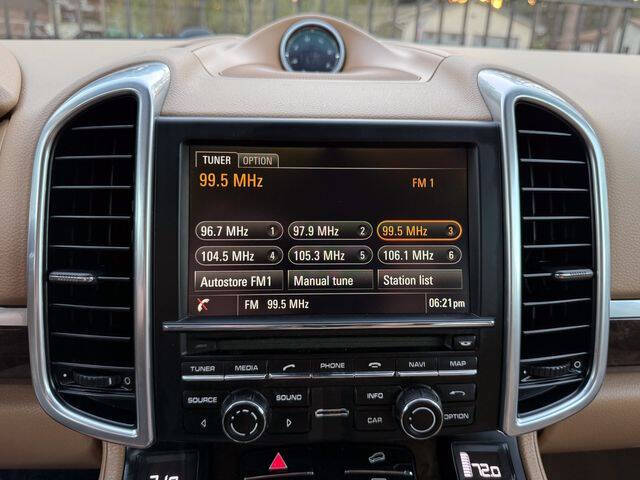 TUNER OPTION
99.5 MHz FM 1
96.7 MHz 1 97.9 MHz 2 99.5 MHz 3
104.5 MHz 4 105.3 MHz 5 106.1 MHz 6
Autostore FM1 Manual tune Station list
FM 99.5 MHz 06:21pm
TUNER MEDIA PHONE NAVI MAP
SOURCE SOUND INFO
CAR OPTION
72.0